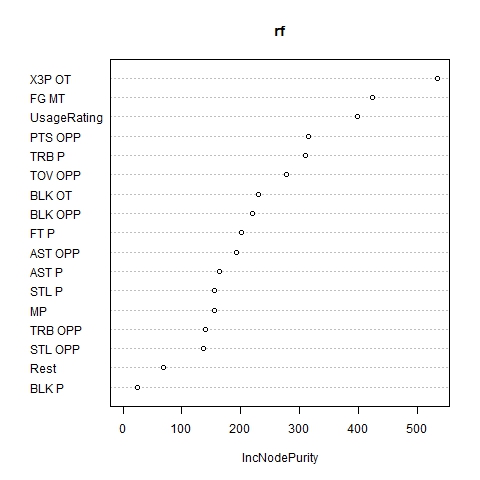 rf
X3P OT
FG MT
UsageRating
PTS OPP
TRB P
TOV OPP
BLK OT
BLK OPP
FT P
AST OPP
AST P
STL P
MP
TRB OPP
STL OPP
Rest
BLK P
0 100 200 300 400 500
IncNodePurity